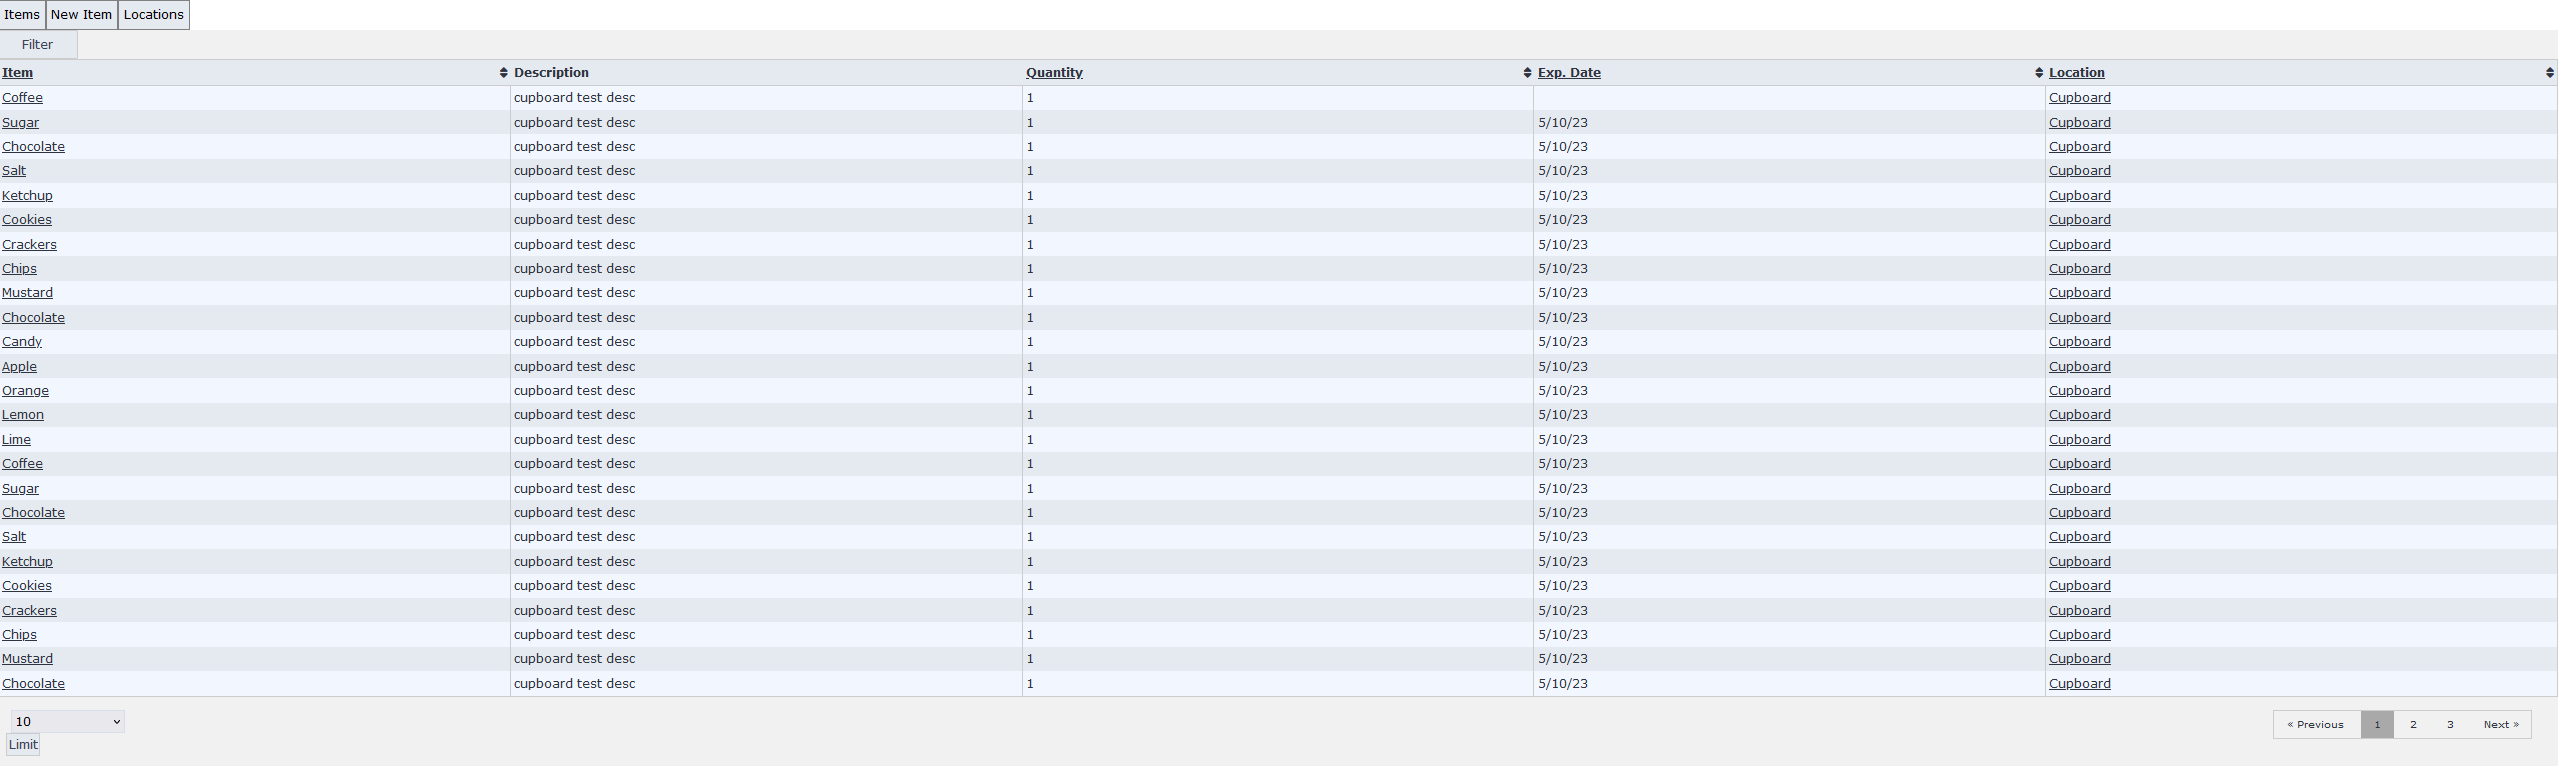 Items New Item Locations
Filter
Item Description Quantity Exp. Date Location
Coffee cupboard test desc 1 Cupboard
Sugar cupboard test desc 1 5/10/23 Cupboard
Chocolate cupboard test desc 1 5/10/23 Cupboard
Salt cupboard test desc 1 5/10/23 Cupboard
Ketchup cupboard test desc 1 5/10/23 Cupboard
Cookies cupboard test desc 1 5/10/23 Cupboard
Crackers cupboard test desc 1 5/10/23 Cupboard
Chips cupboard test desc 1 5/10/23 Cupboard
Mustard cupboard test desc 1 5/10/23 Cupboard
Chocolate cupboard test desc 1 5/10/23 Cupboard
Candy cupboard test desc 1 5/10/23 Cupboard
Apple cupboard test desc 1 5/10/23 Cupboard
Orange cupboard test desc 1 5/10/23 Cupboard
Lemon cupboard test desc 1 5/10/23 Cupboard
Lime cupboard test desc 1 5/10/23 Cupboard
Coffee cupboard test desc 1 5/10/23 Cupboard
Sugar cupboard test desc 1 5/10/23 Cupboard
Chocolate cupboard test desc 1 5/10/23 Cupboard
Salt cupboard test desc 1 5/10/23 Cupboard
Ketchup cupboard test desc 1 5/10/23 Cupboard
Cookies cupboard test desc 1 5/10/23 Cupboard
Crackers cupboard test desc 1 5/10/23 Cupboard
Chips cupboard test desc 1 5/10/23 Cupboard
Mustard cupboard test desc 1 5/10/23 Cupboard
Chocolate cupboard test desc 1 5/10/23 Cupboard
10 « Previous 1 2 3 Next »
Limit